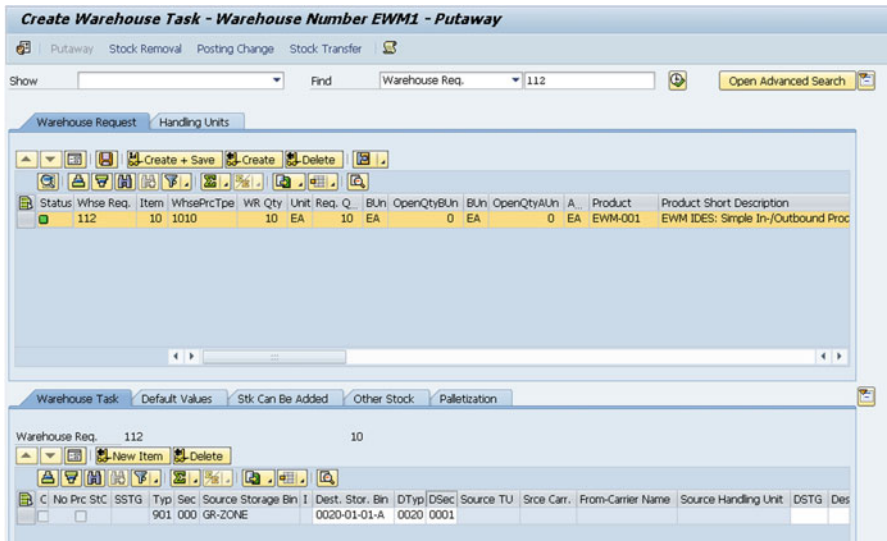 Create Warehouse Task - Warehouse Number EWM1 - Putaway
Putaway Stock Removal Posting Change Stock Transfer
Show Find Warehouse Req. 112 Open Advanced Search
Warehouse Request Handling Units
Create + Save Create Delete
Status Whse Req. Item WhsePrcTpe WR Qty Unit Req. Q... BUn OpenQtyBUn BUn OpenQtyAUn A... Product Product Short Description
112 10 1010 10 EA 10 EA 0 EA 0 EA EWM-001 EWM IDES: Simple In-/Outbound Proc
Warehouse Task Default Values Stk Can Be Added Other Stock Palletization
Warehouse Req. 112 10
New Item Delete
C No Prc StC SSTG Typ Sec Source Storage Bin I Dest. Stor. Bin DTyp DSec Source TU Srce Carr. From-Carrier Name Source Handling Unit DSTG Des
901 000 GR-ZONE 0020-01-01-A 0020 0001